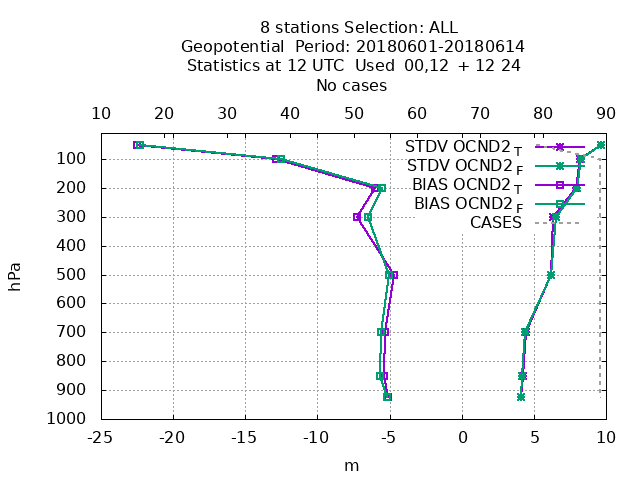 8 stations Selection: ALL
Geopotential  Period: 20180601-20180614
Statistics at 12 UTC  Used  00,12  + 12 24
No cases
10 20 30 40 50 60 70 80 90
STDV OCND2 T
STDV OCND2 F
BIAS OCND2 T
BIAS OCND2 F
CASES
100
200
300
400
500
600
700
800
900
1000
hPa
-25 -20 -15 -10 -5 0 5 10
m